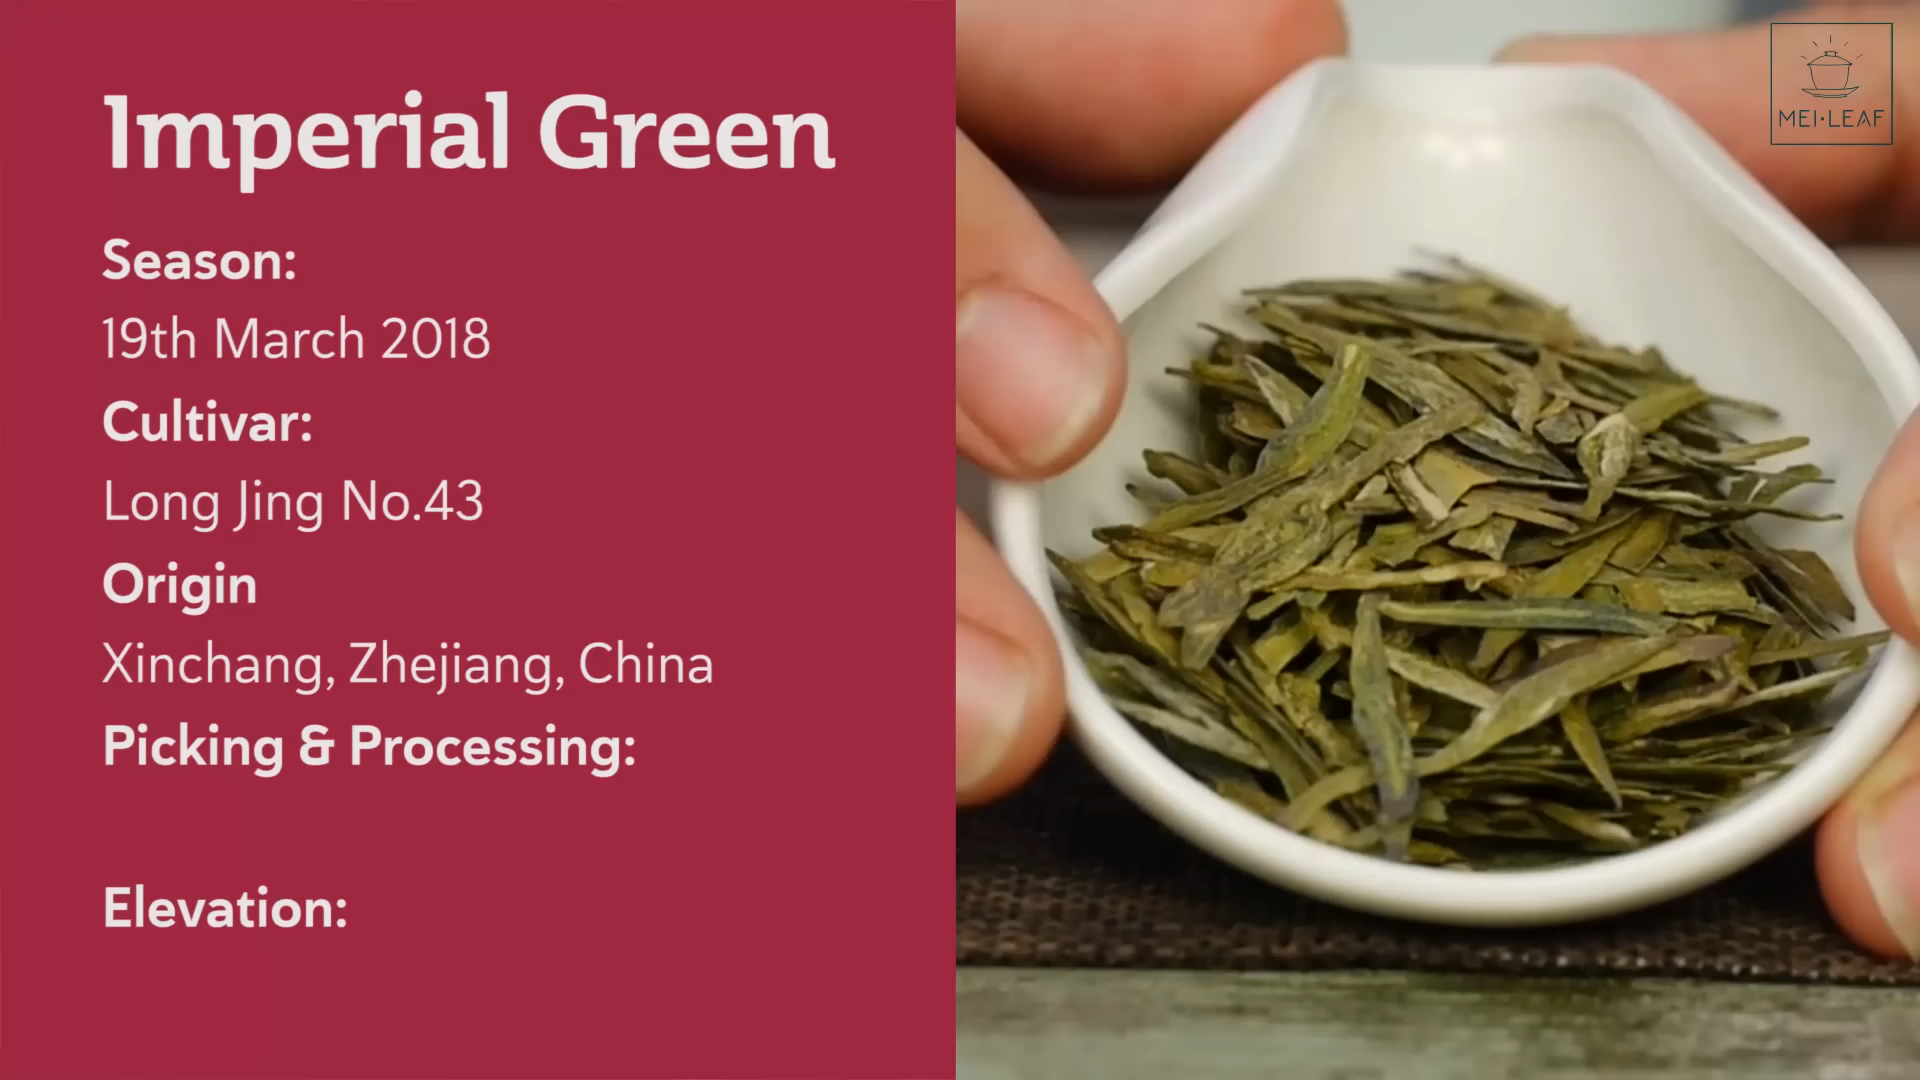 Imperial Green
Season:
19th March 2018
Cultivar:
Long Jing No.43
Origin
Xinchang, Zhejiang, China
Picking & Processing:
Elevation:
MEI·LEAF